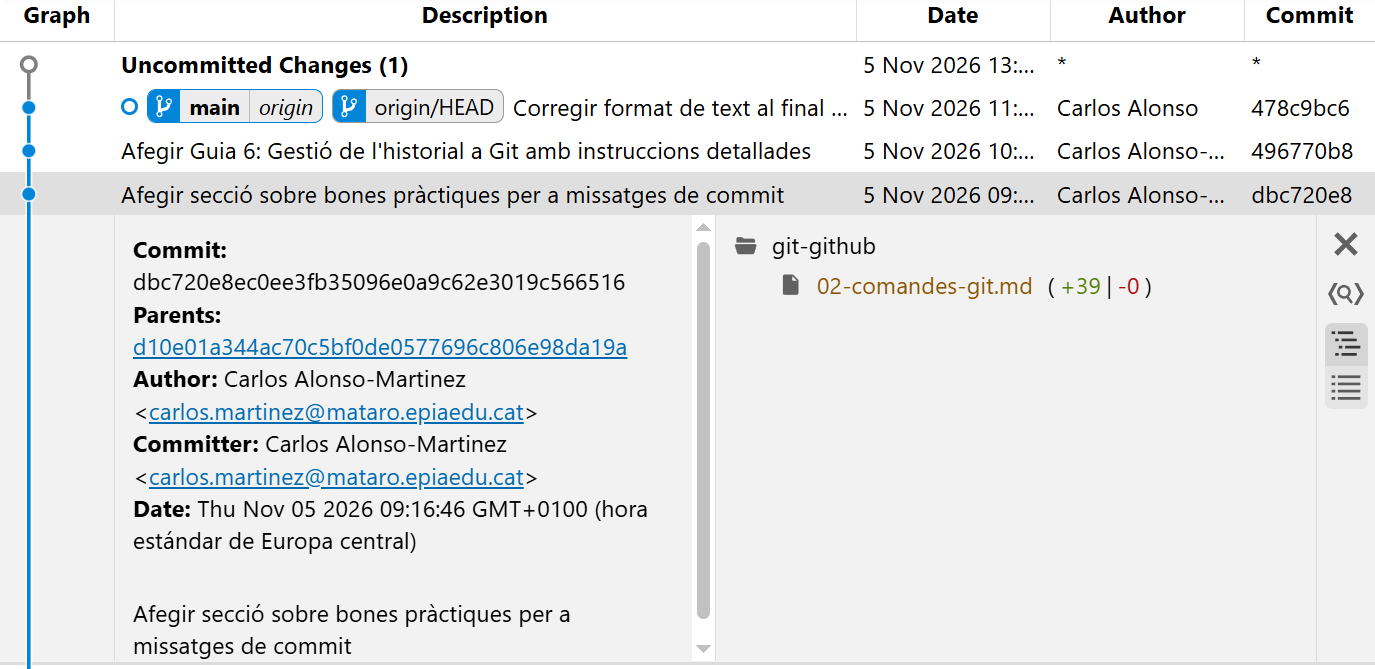 Graph Description Date Author Commit
Uncommitted Changes (1) 5 Nov 2026 13:... * *
main origin origin/HEAD Corregir format de text al final ... 5 Nov 2026 11:... Carlos Alonso 478c9bc6
Afegir Guia 6: Gestió de l'historial a Git amb instruccions detallades 5 Nov 2026 10:... Carlos Alonso-... 496770b8
Afegir secció sobre bones pràctiques per a missatges de commit 5 Nov 2026 09:... Carlos Alonso-... dbc720e8
Commit:
dbc720e8ec0ee3fb35096e0a9c62e3019c566516
Parents:
d10e01a344ac70c5bf0de0577696c806e98da19a
Author: Carlos Alonso-Martinez
<carlos.martinez@mataro.epiaedu.cat>
Committer: Carlos Alonso-Martinez
<carlos.martinez@mataro.epiaedu.cat>
Date: Thu Nov 05 2026 09:16:46 GMT+0100 (hora
estándar de Europa central)
Afegir secció sobre bones pràctiques per a
missatges de commit
git-github
02-comandes-git.md ( +39 | -0 )